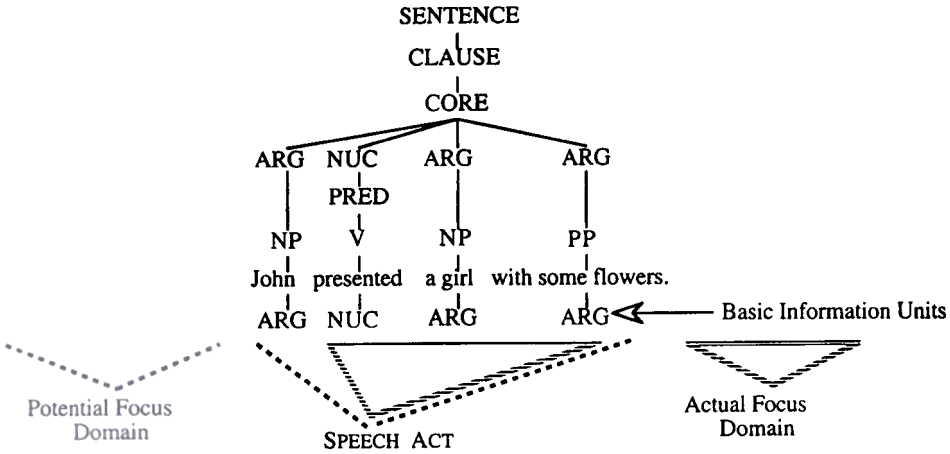 SENTENCE
CLAUSE
CORE
ARG NUC ARG ARG
PRED
NP V NP PP
John presented a girl with some flowers.
ARG NUC ARG ARG Basic Information Units
Potential Focus
Domain
SPEECH ACT
Actual Focus
Domain